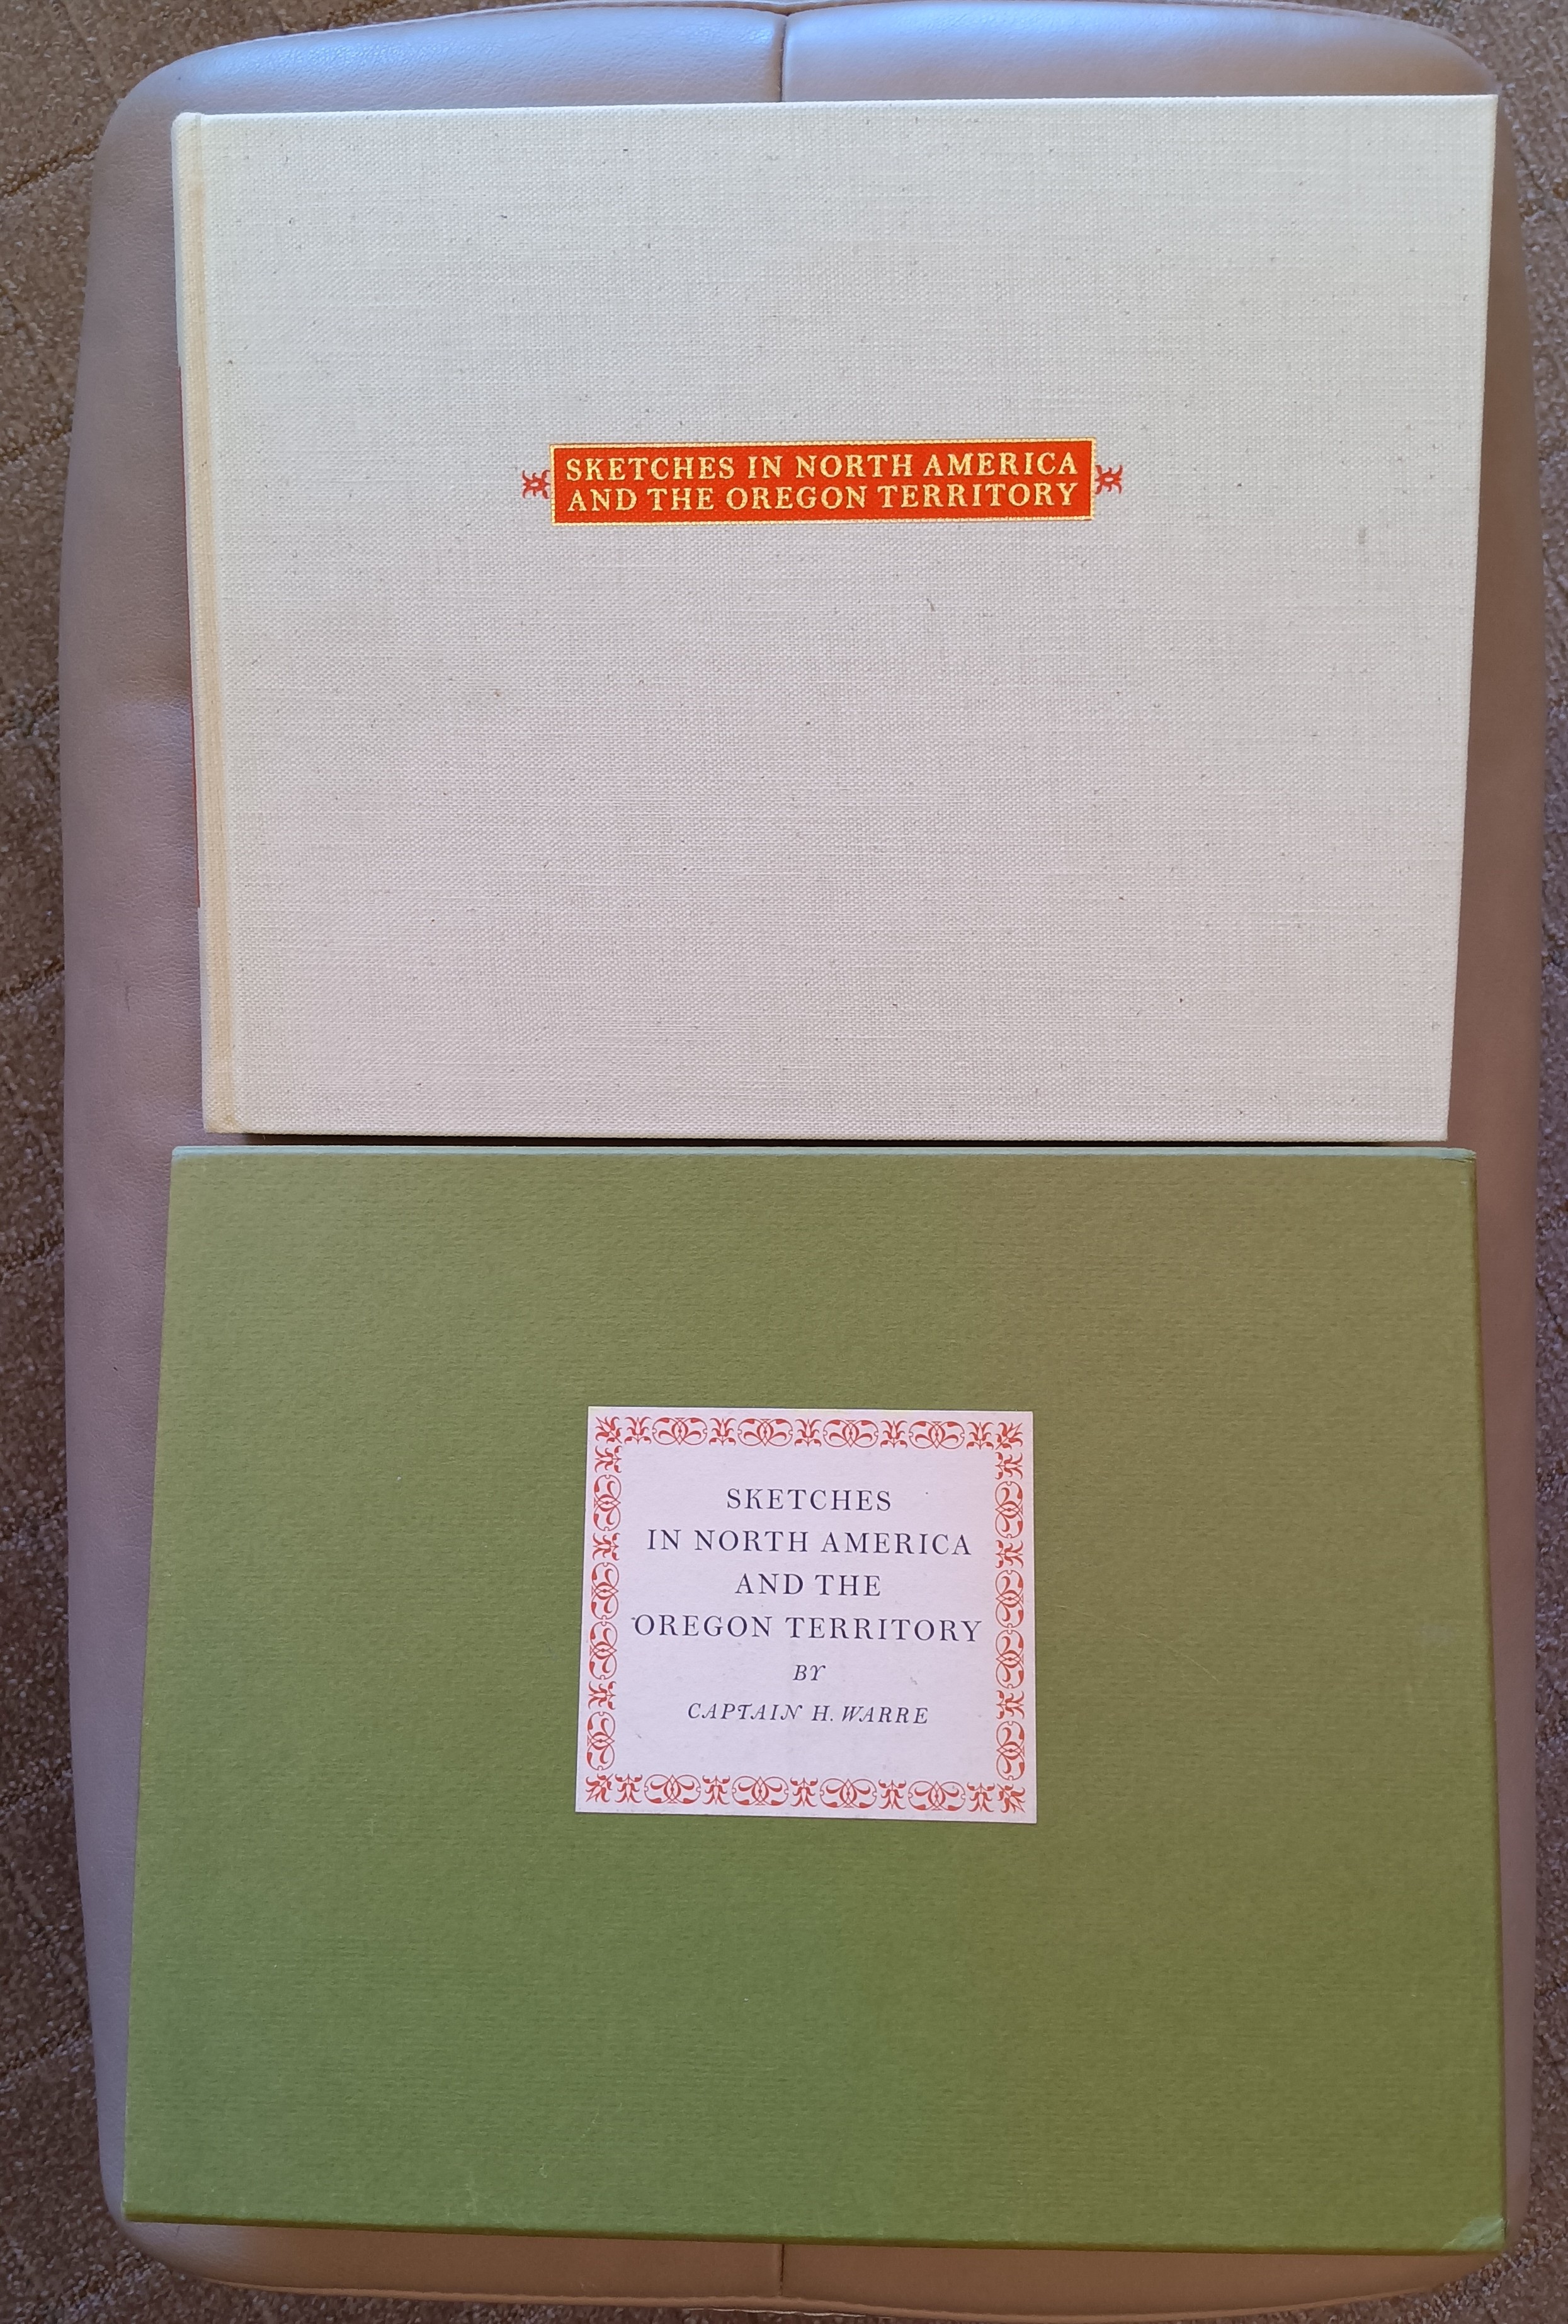 SKETCHES IN NORTH AMERICA
AND THE OREGON TERRITORY
SKETCHES
IN NORTH AMERICA
AND THE
OREGON TERRITORY
BY
CAPTAIN H. WARRE